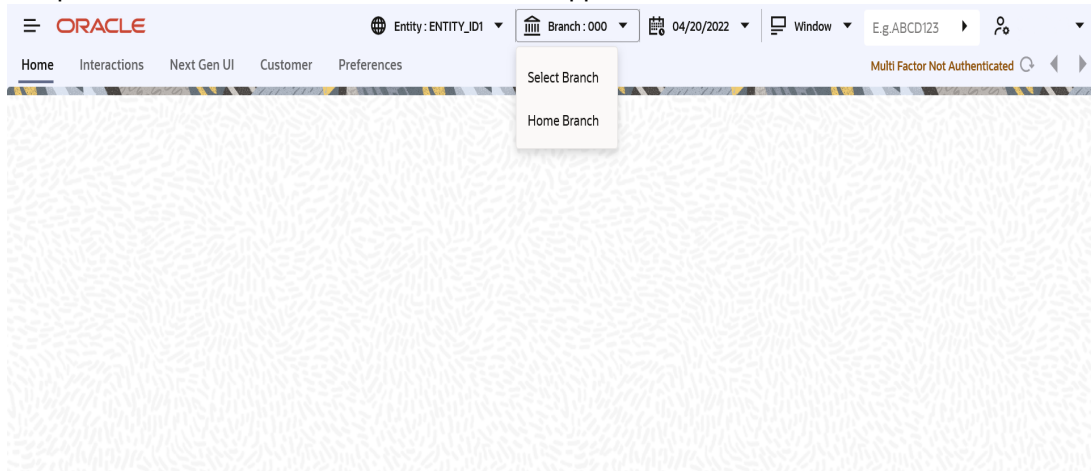 ORACLE Entity : ENTITY_ID1 Branch : 000 04/20/2022 Window E.g.ABCD123
Home Interactions Next Gen UI Customer Preferences Multi Factor Not Authenticated
Select Branch
Home Branch